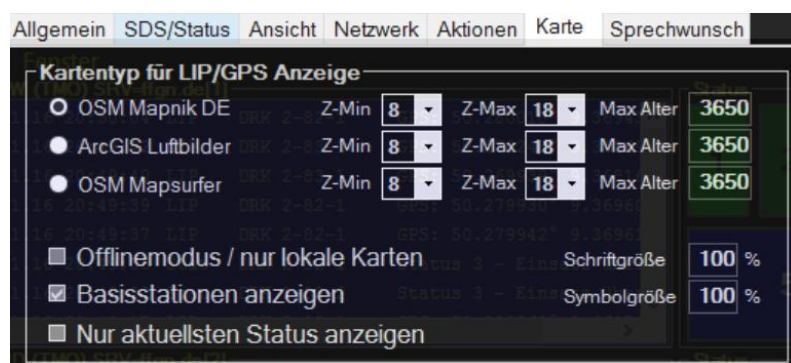 Allgemein SDS/Status Ansicht Netzwerk Aktionen Karte Sprechwunsch
Kartentyp für LIP/GPS Anzeige
OSM Mapnik DE Z-Min 8 Z-Max 18 Max Alter 3650
ArcGIS Luftbilder Z-Min 8 Z-Max 18 Max Alter 3650
OSM Mapsurfer Z-Min 8 Z-Max 18 Max Alter 3650
Offlinemodus / nur lokale Karten Schriftgröße 100 %
Basisstationen anzeigen Symbolgröße 100 %
Nur aktuellsten Status anzeigen